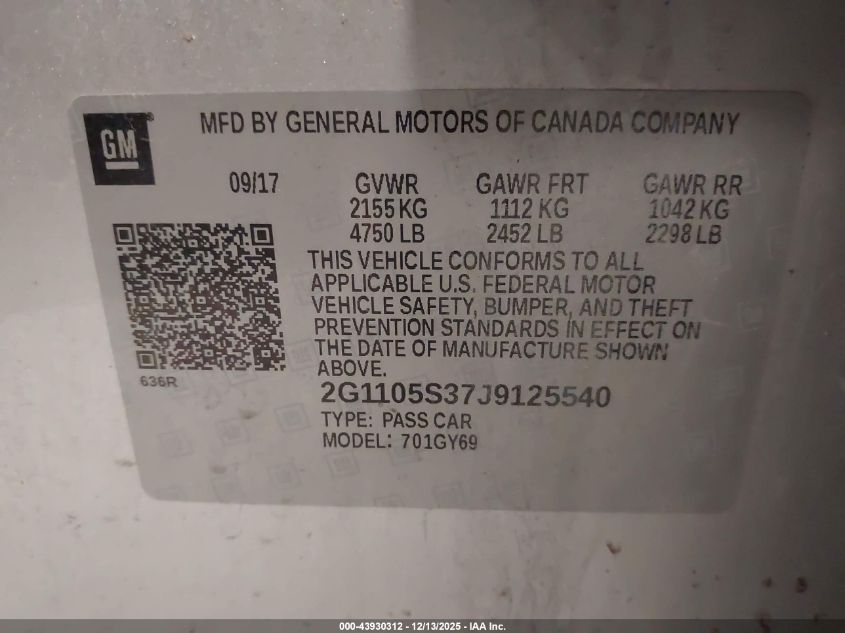 GM®
MFD BY GENERAL MOTORS OF CANADA COMPANY
09/17 GVWR GAWR FRT GAWR RR
2155 KG 1112 KG 1042 KG
4750 LB 2452 LB 2298 LB
THIS VEHICLE CONFORMS TO ALL
APPLICABLE U.S. FEDERAL MOTOR
VEHICLE SAFETY, BUMPER, AND THEFT
PREVENTION STANDARDS IN EFFECT ON
THE DATE OF MANUFACTURE SHOWN
ABOVE.
636R
2G1105S37J9125540
TYPE: PASS CAR
MODEL: 701GY69
000-43930312 - 12/13/2025 - IAA Inc.